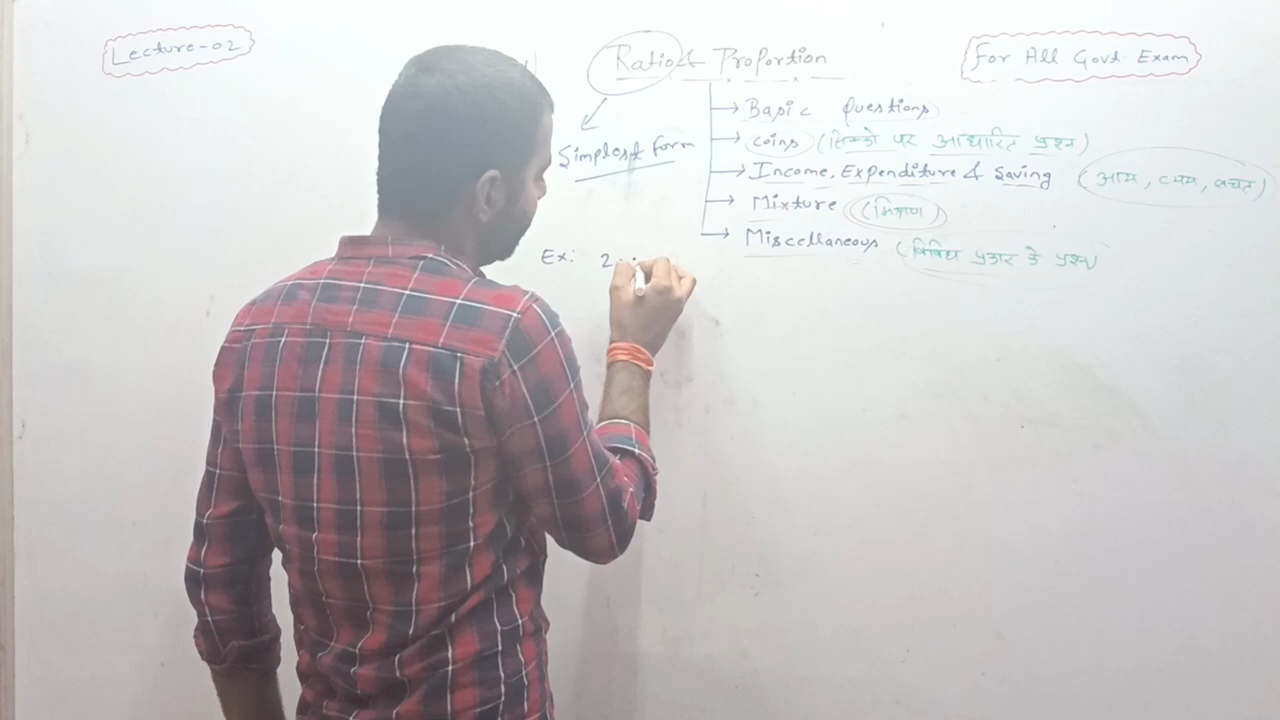 Lecture-02
Ratio & Proportion
For All Govt Exam
Simplest form
Basic Questions
Coins (सिक्को पर आधारित प्रश्न)
Income, Expenditure & Saving (आय, व्यय, बचत)
Mixture (मिश्रण)
Miscellaneous (विविध प्रकार के प्रश्न)
Ex: 2 :